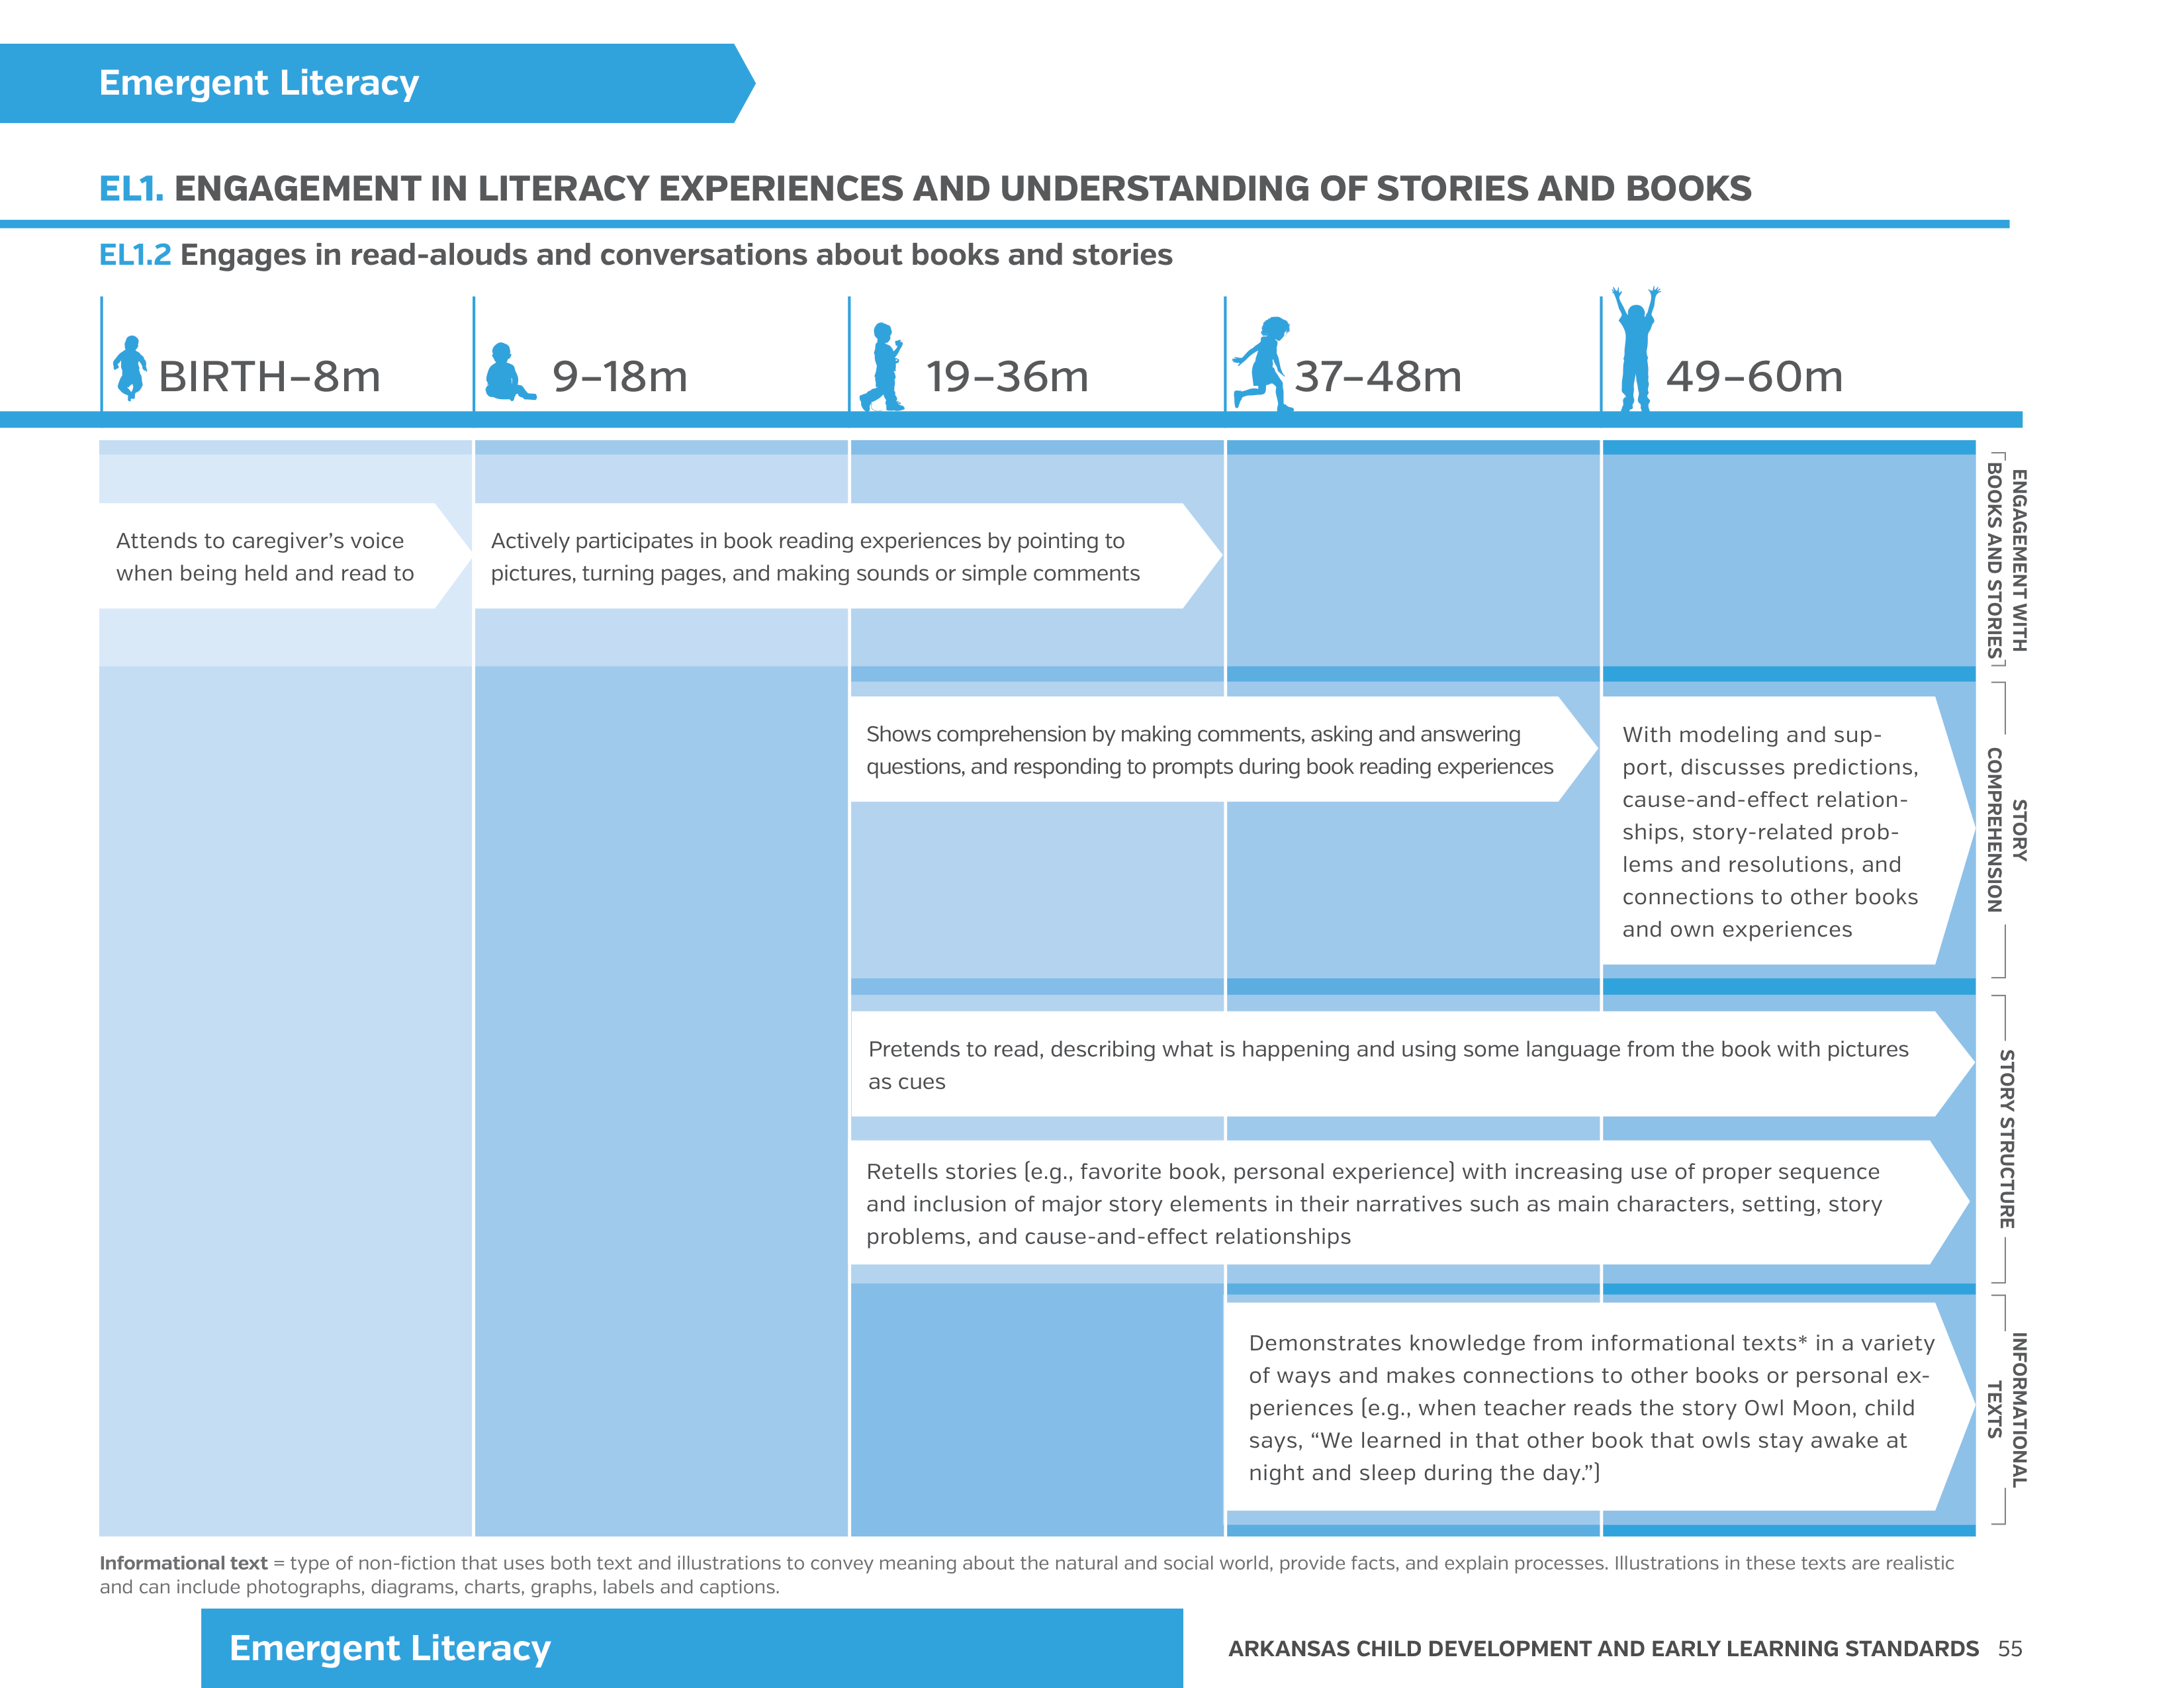 Emergent Literacy
EL1. ENGAGEMENT IN LITERACY EXPERIENCES AND UNDERSTANDING OF STORIES AND BOOKS
EL1.2 Engages in read-alouds and conversations about books and stories
BIRTH–8m
9–18m
19–36m
37–48m
49–60m
ENGAGEMENT WITH
BOOKS AND STORIES
Attends to caregiver’s voice
when being held and read to
Actively participates in book reading experiences by pointing to
pictures, turning pages, and making sounds or simple comments
STORY
COMPREHENSION
Shows comprehension by making comments, asking and answering
questions, and responding to prompts during book reading experiences
With modeling and sup-
port, discusses predictions,
cause-and-effect relation-
ships, story-related prob-
lems and resolutions, and
connections to other books
and own experiences
STORY STRUCTURE
Pretends to read, describing what is happening and using some language from the book with pictures
as cues
Retells stories (e.g., favorite book, personal experience) with increasing use of proper sequence
and inclusion of major story elements in their narratives such as main characters, setting, story
problems, and cause-and-effect relationships
INFORMATIONAL
TEXTS
Demonstrates knowledge from informational texts* in a variety
of ways and makes connections to other books or personal ex-
periences (e.g., when teacher reads the story Owl Moon, child
says, “We learned in that other book that owls stay awake at
night and sleep during the day.”)
Informational text = type of non-fiction that uses both text and illustrations to convey meaning about the natural and social world, provide facts, and explain processes. Illustrations in these texts are realistic
and can include photographs, diagrams, charts, graphs, labels and captions.
Emergent Literacy
ARKANSAS CHILD DEVELOPMENT AND EARLY LEARNING STANDARDS 55